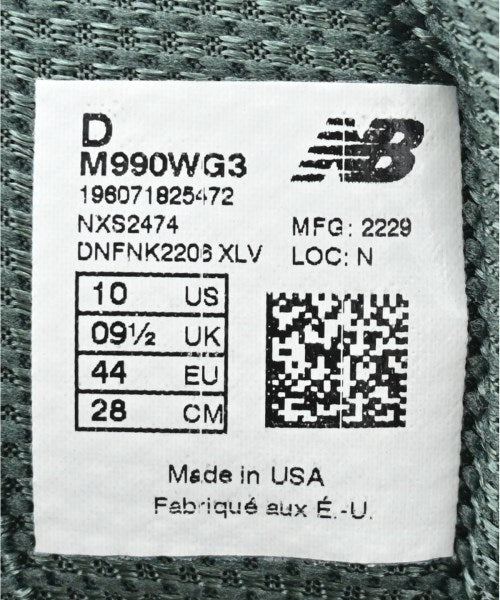 D
M990WG3
196071825472
NXS2474
DNFNK2206 XLV
NB
MFG: 2229
LOC: N
10 US
09½ UK
44 EU
28 CM
Made in USA
Fabriqué aux É.-U.